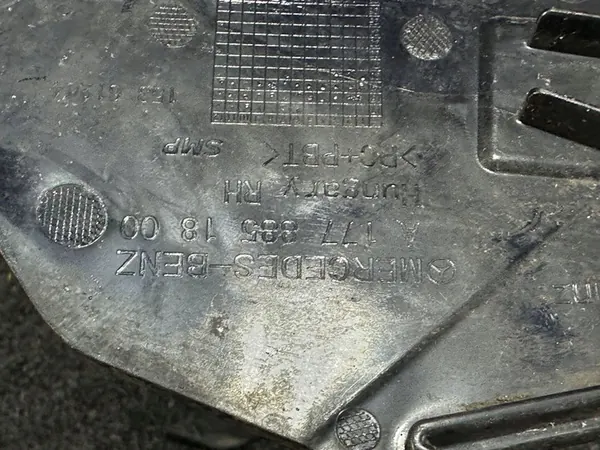 MERCEDES-BENZ
A 177 885 18 00
Hungary RH
>PC+PBT< SMP